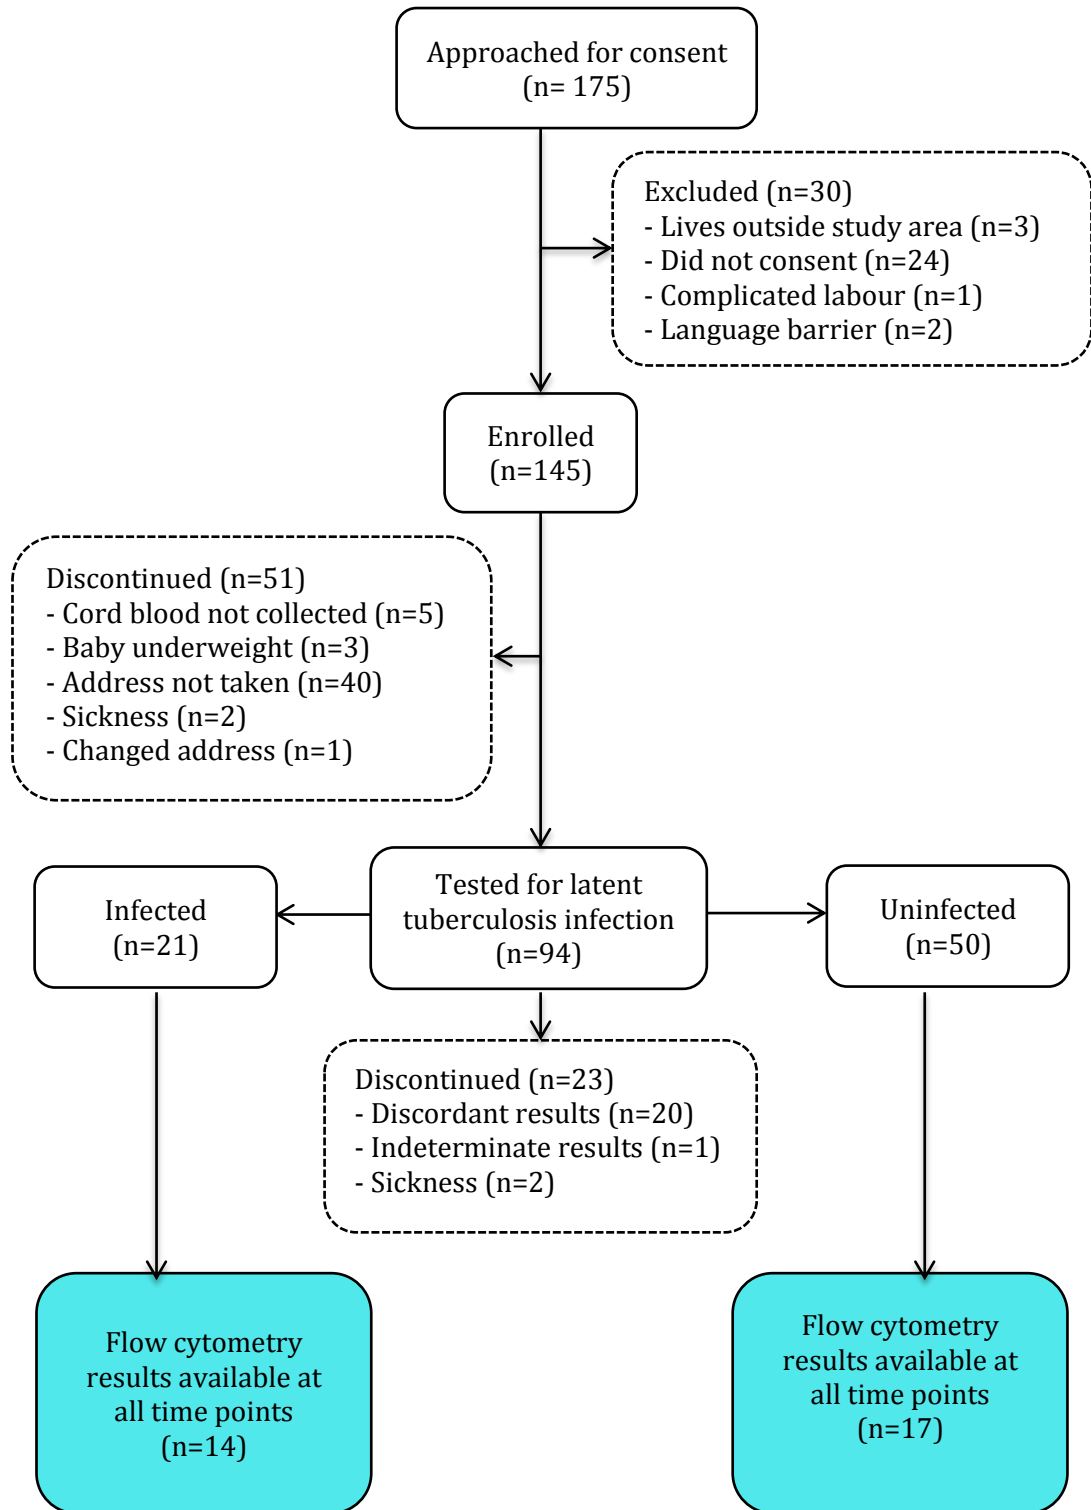 Approached for consent
(n= 175)
Excluded (n=30)
- Lives outside study area (n=3)
- Did not consent (n=24)
- Complicated labour (n=1)
- Language barrier (n=2)
Enrolled
(n=145)
Discontinued (n=51)
- Cord blood not collected (n=5)
- Baby underweight (n=3)
- Address not taken (n=40)
- Sickness (n=2)
- Changed address (n=1)
Infected
(n=21)
Tested for latent
tuberculosis infection
(n=94)
Uninfected
(n=50)
Discontinued (n=23)
- Discordant results (n=20)
- Indeterminate results (n=1)
- Sickness (n=2)
Flow cytometry
results available at
all time points
(n=14)
Flow cytometry
results available at
all time points
(n=17)